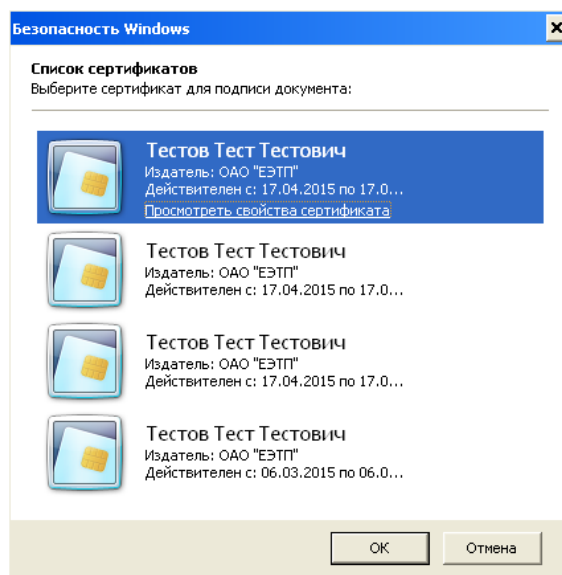 Безопасность Windows
Список сертификатов
Выберите сертификат для подписи документа:
Тестов Тест Тестович
Издатель: ОАО "ЕЭТП"
Действителен с: 17.04.2015 по 17.0...
Просмотреть свойства сертификата
Тестов Тест Тестович
Издатель: ОАО "ЕЭТП"
Действителен с: 17.04.2015 по 17.0...
Тестов Тест Тестович
Издатель: ОАО "ЕЭТП"
Действителен с: 17.04.2015 по 17.0...
Тестов Тест Тестович
Издатель: ОАО "ЕЭТП"
Действителен с: 06.03.2015 по 06.0...
ОК Отмена